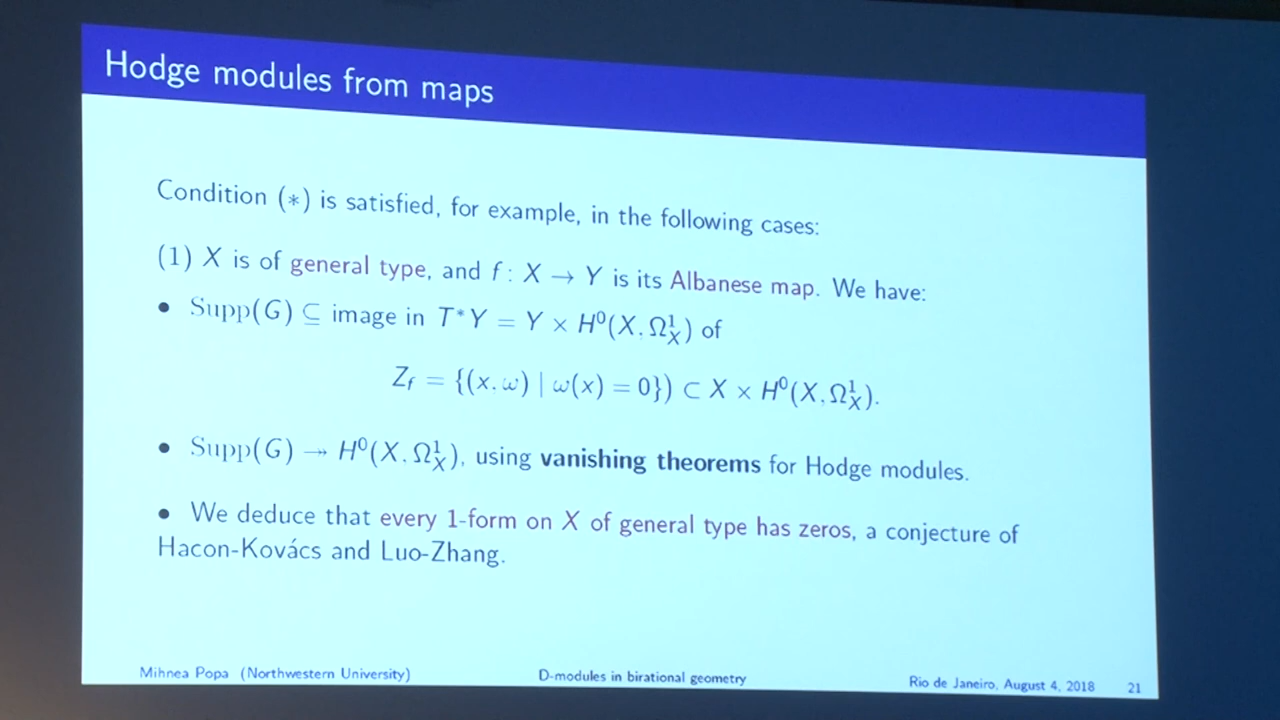 Hodge modules from maps
Condition (∗) is satisfied, for example, in the following cases:
(1) X is of general type, and f : X → Y is its Albanese map. We have:
• Supp(G) ⊆ image in T*Y = Y × H⁰(X, Ω¹_X) of
Z_f = {(x, ω) | ω(x) = 0}) ⊂ X × H⁰(X, Ω¹_X).
• Supp(G) ↠ H⁰(X, Ω¹_X), using vanishing theorems for Hodge modules.
• We deduce that every 1-form on X of general type has zeros, a conjecture of
Hacon-Kovács and Luo-Zhang.
Mihnea Popa (Northwestern University) D-modules in birational geometry Rio de Janeiro, August 4, 2018 21